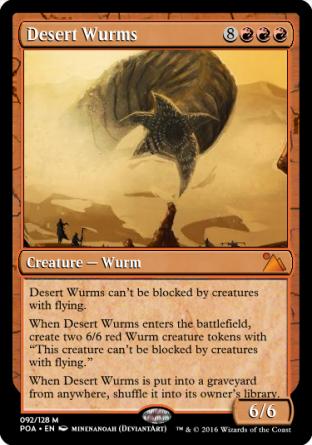 Desert Wurms 8
Creature — Wurm
Desert Wurms can't be blocked by creatures
with flying.
When Desert Wurms enters the battlefield,
create two 6/6 red Wurm creature tokens with
“This creature can't be blocked by creatures
with flying.”
When Desert Wurms is put into a graveyard
from anywhere, shuffle it into its owner's library.
6/6
092/128 M
POA • EN MINENANOAH (DEVIANTART) ™ & © 2016 Wizards of the Coast